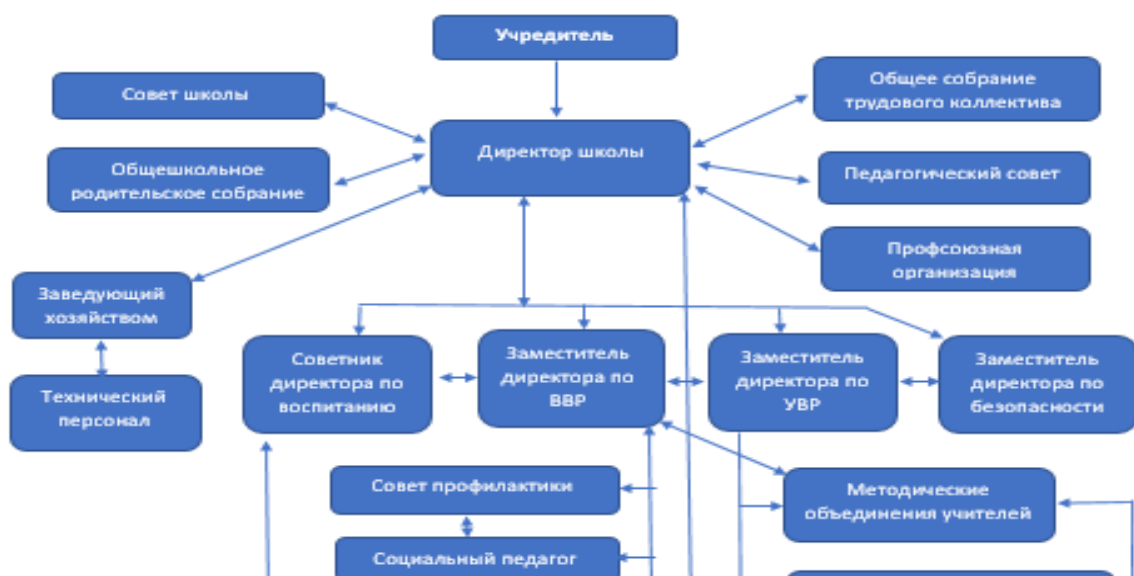 Учредитель
Совет школы
Общее собрание
трудового коллектива
Директор школы
Общешкольное
родительское собрание
Педагогический совет
Профсоюзная
организация
Заведующий
хозяйством
Технический
персонал
Советник
директора по
воспитанию
Заместитель
директора по
ВВР
Заместитель
директора по
УВР
Заместитель
директора по
безопасности
Совет профилактики
Методические
объединения учителей
Социальный педагог